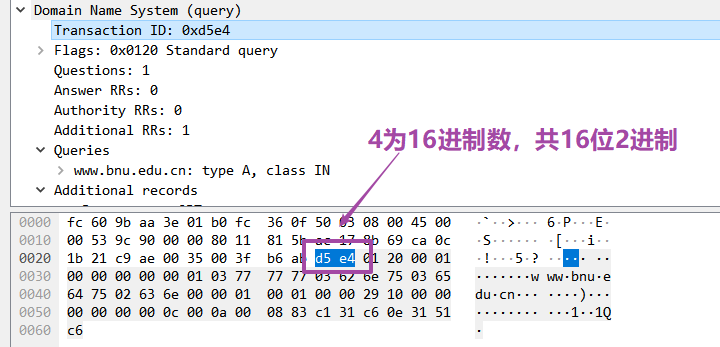 Domain Name System (query)
Transaction ID: 0xd5e4
Flags: 0x0120 Standard query
Questions: 1
Answer RRs: 0
Authority RRs: 0
Additional RRs: 1
4为16进制数，共16位2进制
Queries
www.bnu.edu.cn: type A, class IN
Additional records
0000 fc 60 9b aa 3e 01 b0 fc 36 0f 50 03 08 00 45 00 ·`··>··· 6·P···E·
0010 00 53 9c 90 00 00 80 11 81 5b ac 17 8b 69 ca 0c ·S······ ·[···i··
0020 1b 21 c9 ae 00 35 00 3f b6 ab d5 e4 01 20 00 01 ·!···5·? ····· ··
0030 00 00 00 00 00 01 03 77 77 77 03 62 6e 75 03 65 ·······w ww·bnu·e
0040 64 75 02 63 6e 00 00 01 00 01 00 00 29 10 00 00 du·cn··· ····)···
0050 00 00 00 00 0c 00 0a 00 08 83 c1 31 c6 0e 31 51 ········ ···1··1Q
0060 c6 ·